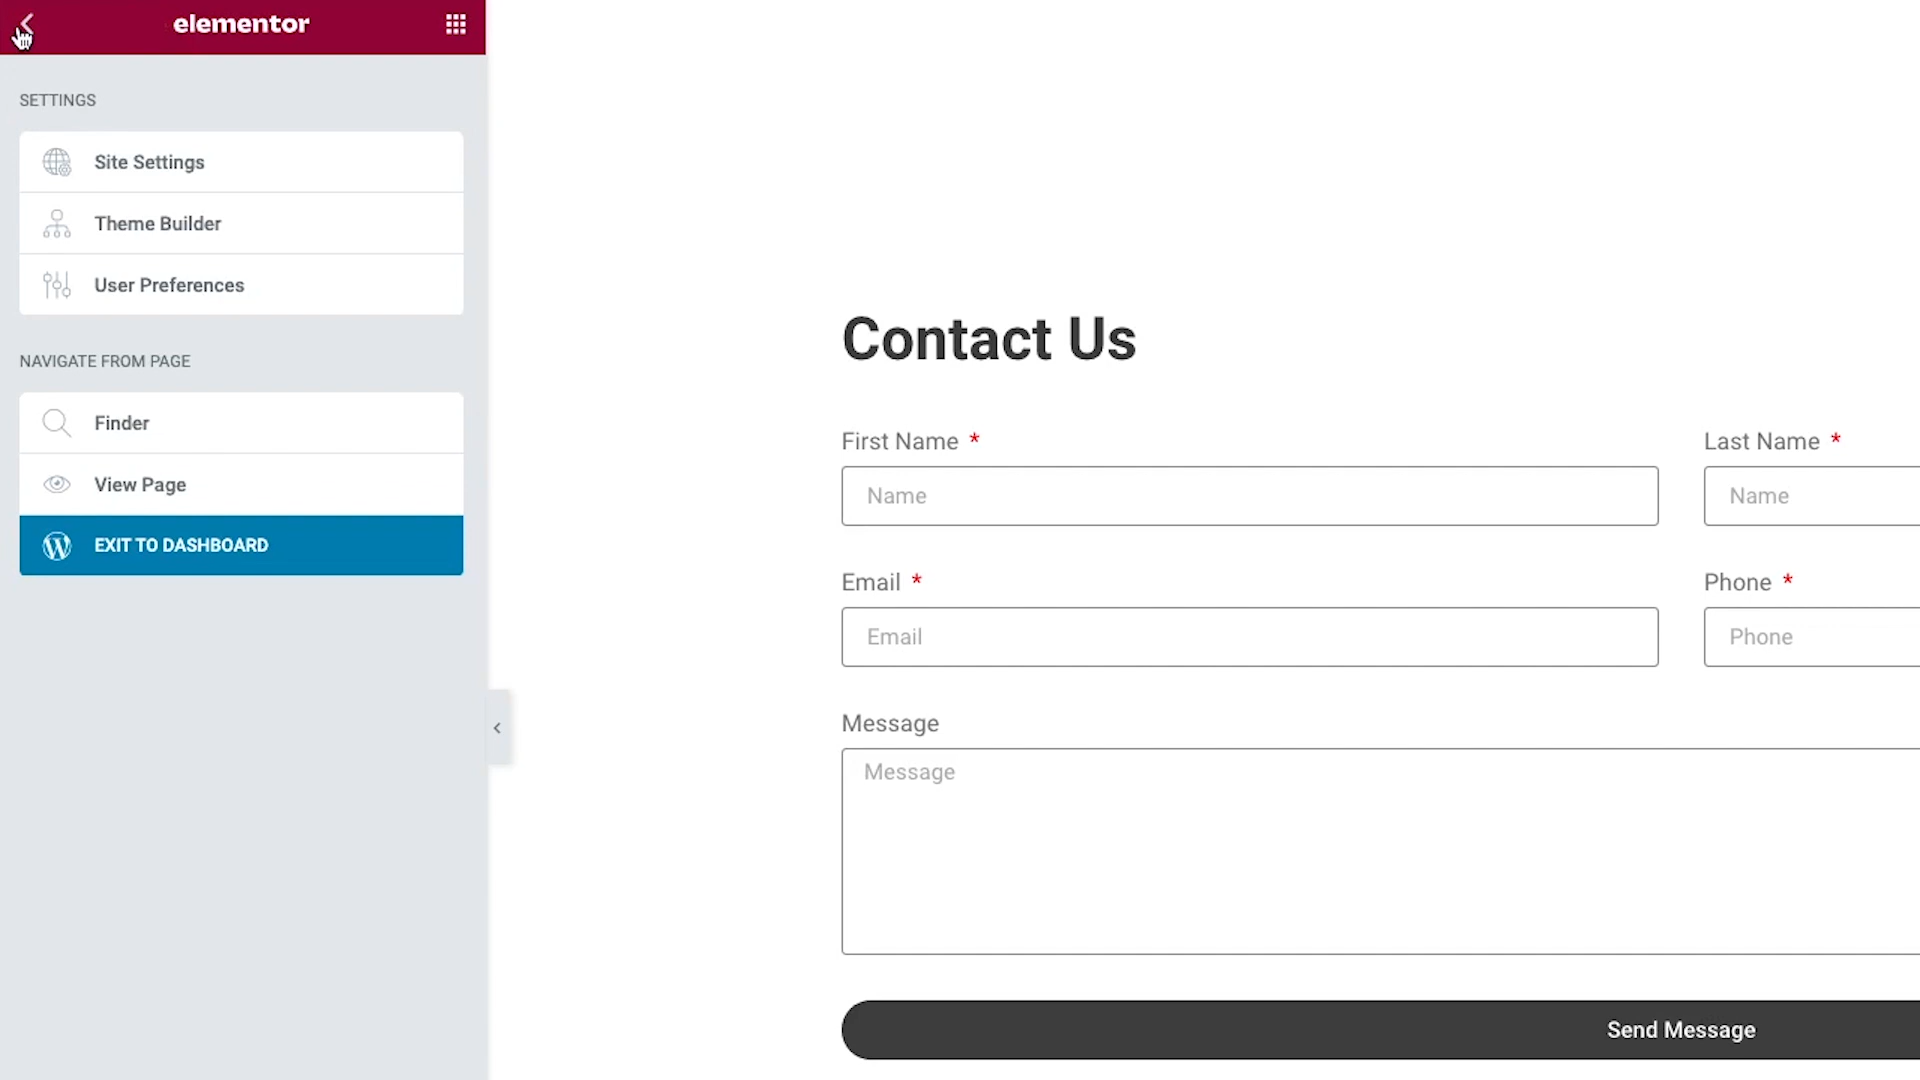 elementor
SETTINGS
Site Settings
Theme Builder
User Preferences
NAVIGATE FROM PAGE
Finder
View Page
EXIT TO DASHBOARD
Contact Us
First Name *
Last Name *
Name
Name
Email *
Phone *
Email
Phone
Message
Message
Send Message